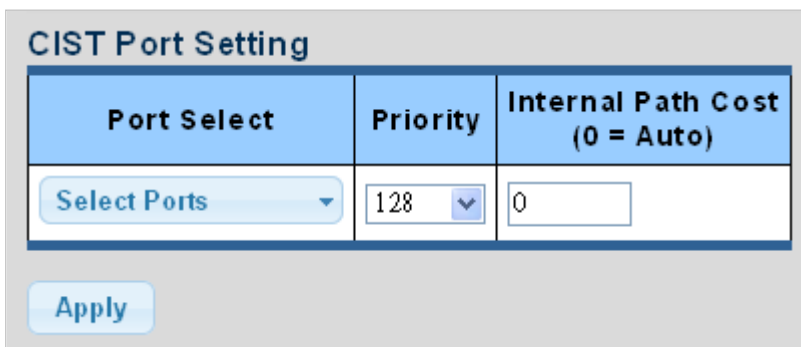 CIST Port Setting
Port Select
Priority
Internal Path Cost
(0 = Auto)
Select Ports
128
0
Apply